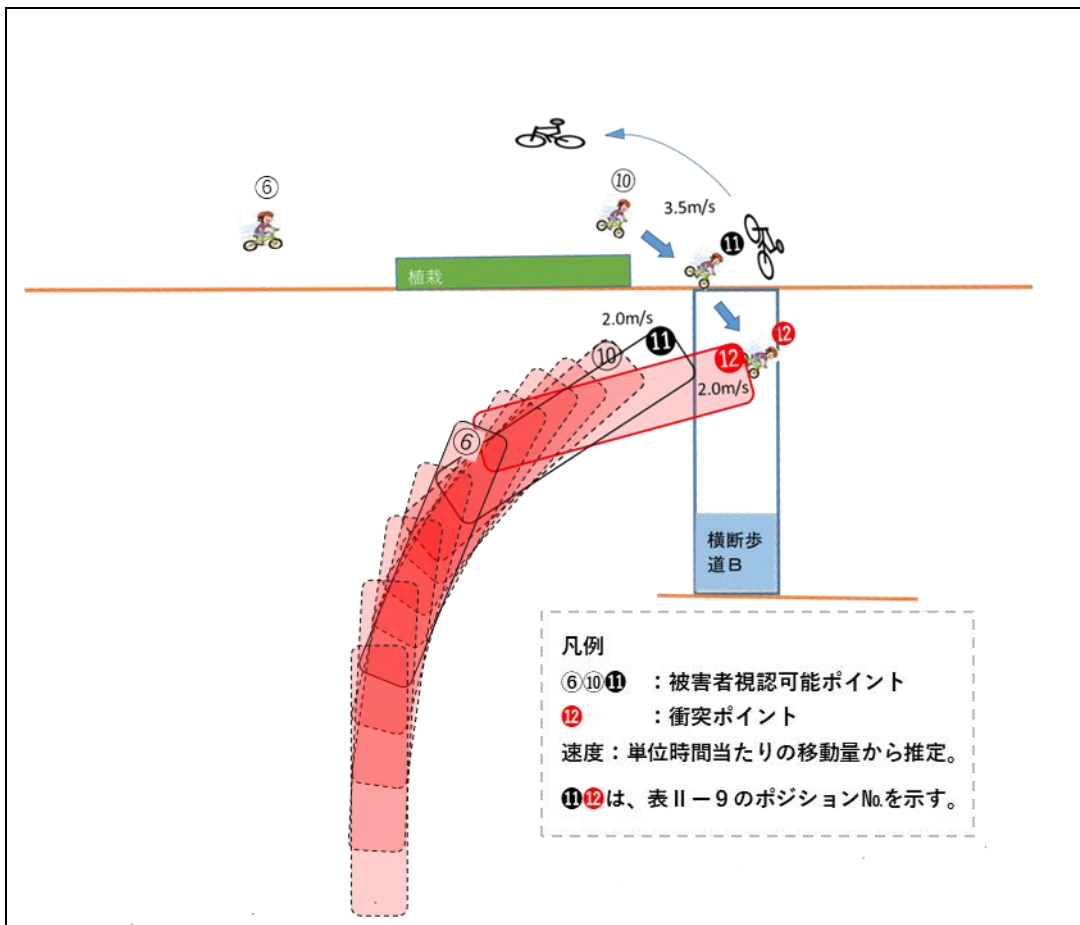 ⑥
⑩
3.5m/s
⓫
植栽
2.0m/s
⓫
⓬
⑩
⓬
2.0m/s
⑥
横断歩
道B
凡例
⑥⑩⓫ :被害者視認可能ポイント
⓬ :衝突ポイント
速度:単位時間当たりの移動量から推定。
⓫⓬は、表Ⅱ－9のポジション№を示す。